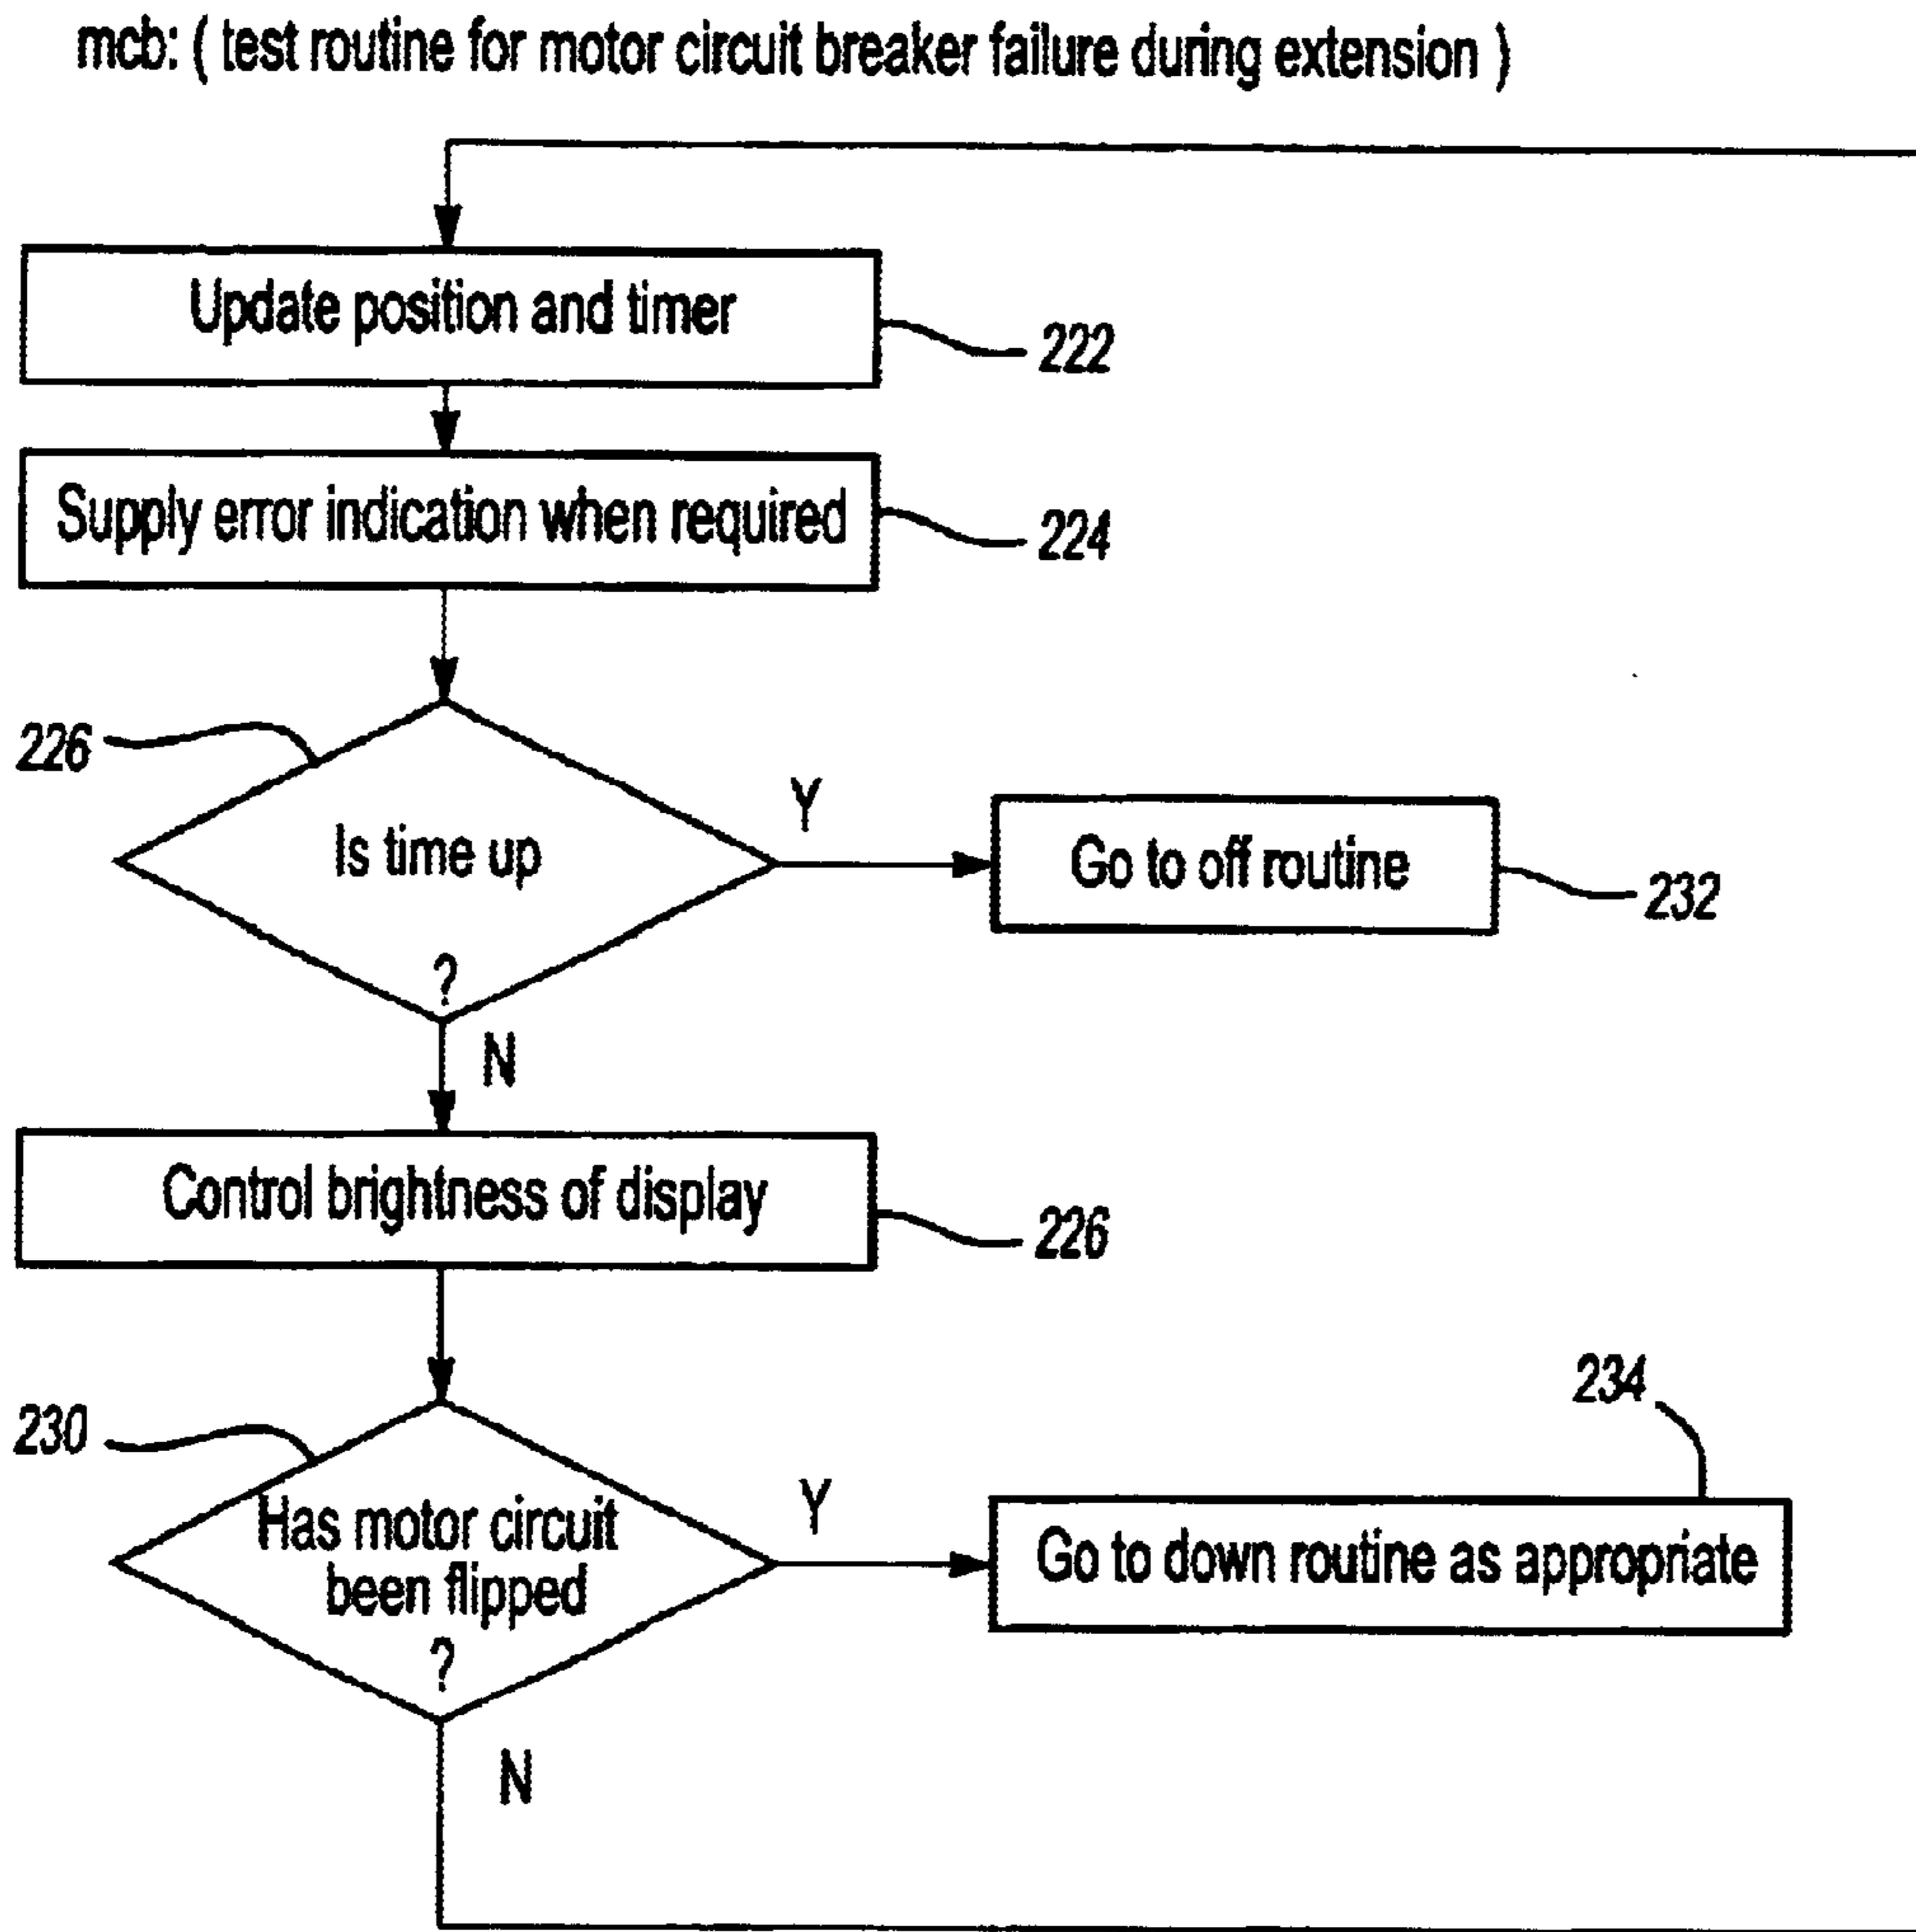 mcb: ( test routine for motor circuit breaker failure during extension )
Update position and timer
222
Supply error indication when required
224
226
Is time up
?
Y
Go to off routine
232
N
Control brightness of display
226
230
Has motor circuit
been flipped
?
Y
234
Go to down routine as appropriate
N